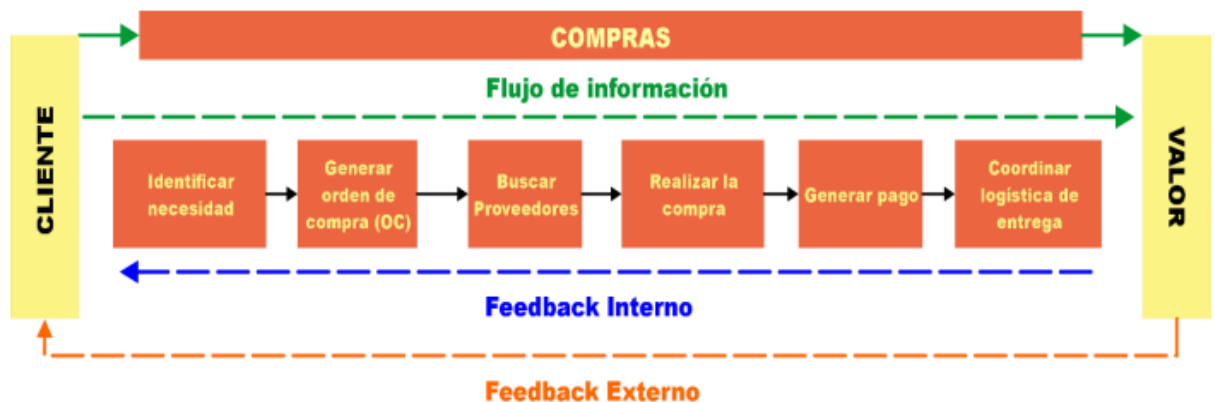 COMPRAS
Flujo de información
CLIENTE
Identificar
necesidad
Generar
orden de
compra (OC)
Buscar
Proveedores
Realizar la
compra
Generar pago
Coordinar
logística de
entrega
VALOR
Feedback Interno
Feedback Externo